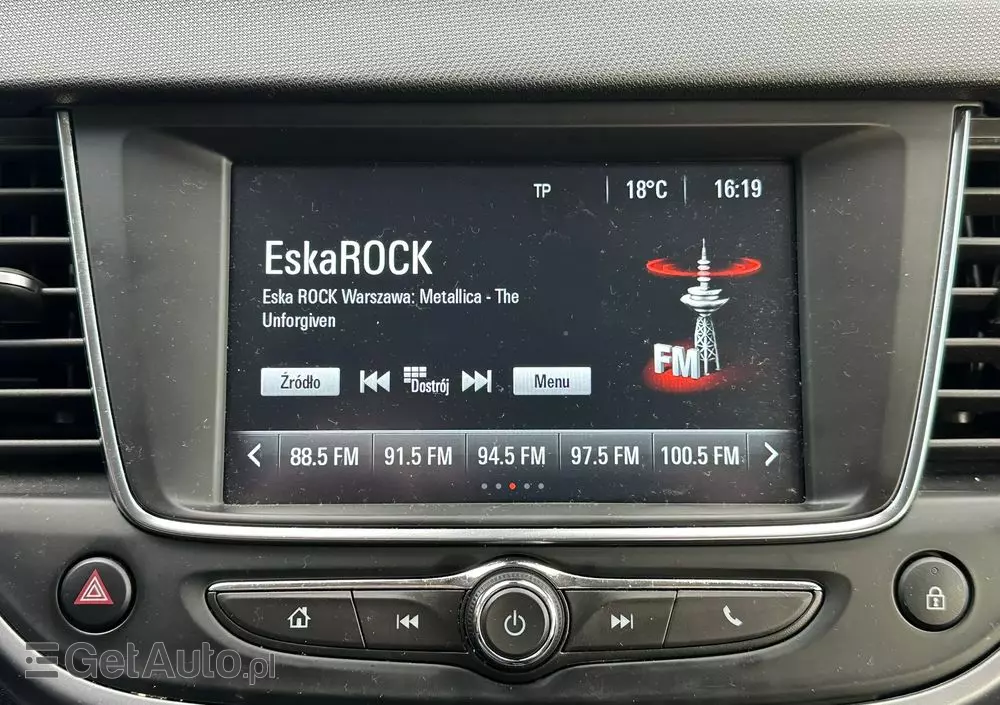 TP 18°C 16:19
EskaROCK
Eska ROCK Warszawa: Metallica - The
Unforgiven
FM
Źródło Dostrój Menu
88.5 FM 91.5 FM 94.5 FM 97.5 FM 100.5 FM
GetAuto.pl